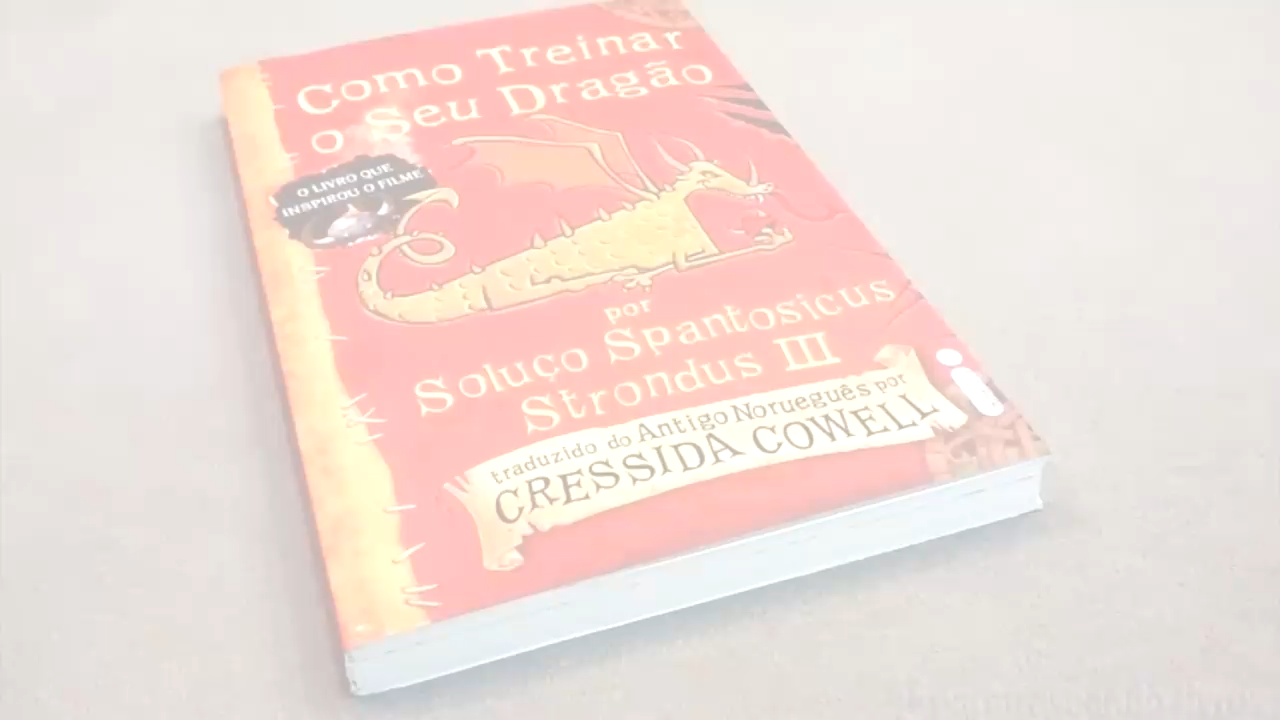 Como Treinar
o Seu Dragão
O LIVRO QUE
INSPIROU O FILME
por
Soluço Spantosicus
Strondus III
traduzido do Antigo Norueguês por
CRESSIDA COWELL